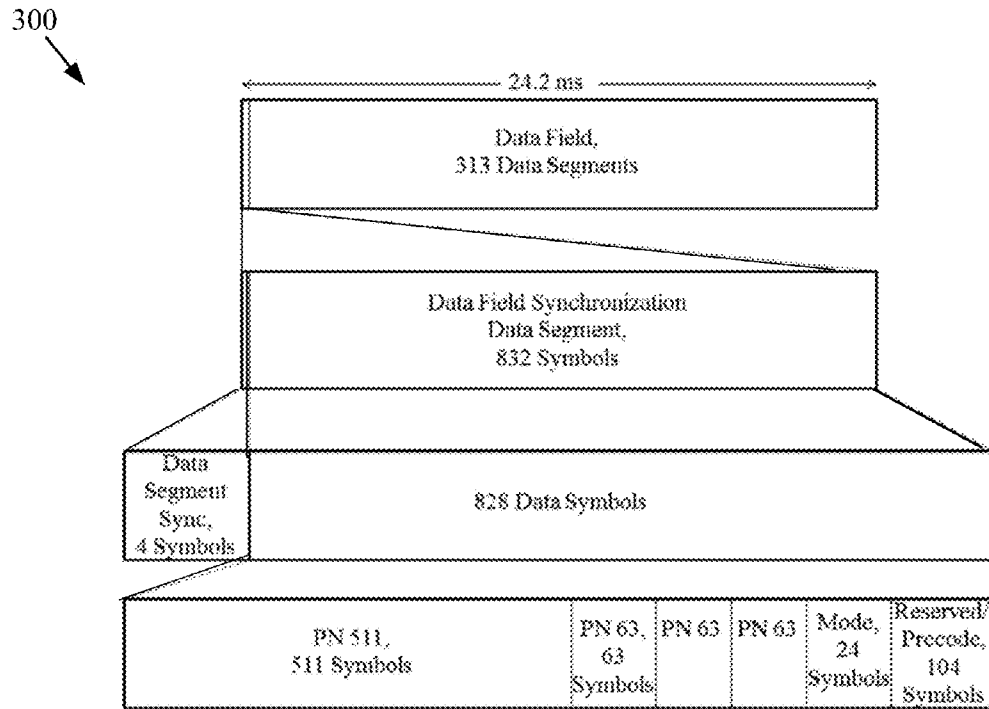 300
24.2 ms
Data Field,
313 Data Segments
Data Field Synchronization
Data Segment,
832 Symbols
Data
Segment
Sync,
4 Symbols
828 Data Symbols
PN 511,
511 Symbols
PN 63,
63
Symbols
PN 63
PN 63
Mode,
24
Symbols
Reserved/
Precode,
104
Symbols